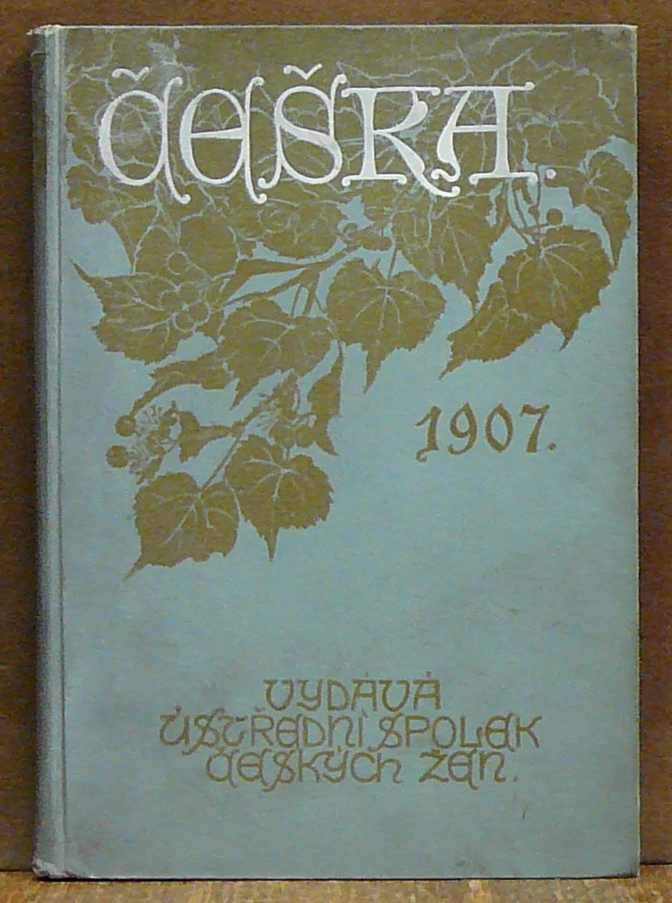 ČEŠKA.
1907.
VYDÁVÁ
ÚSTŘEDNÍ SPOLEK
ČESKÝCH ŽEN.